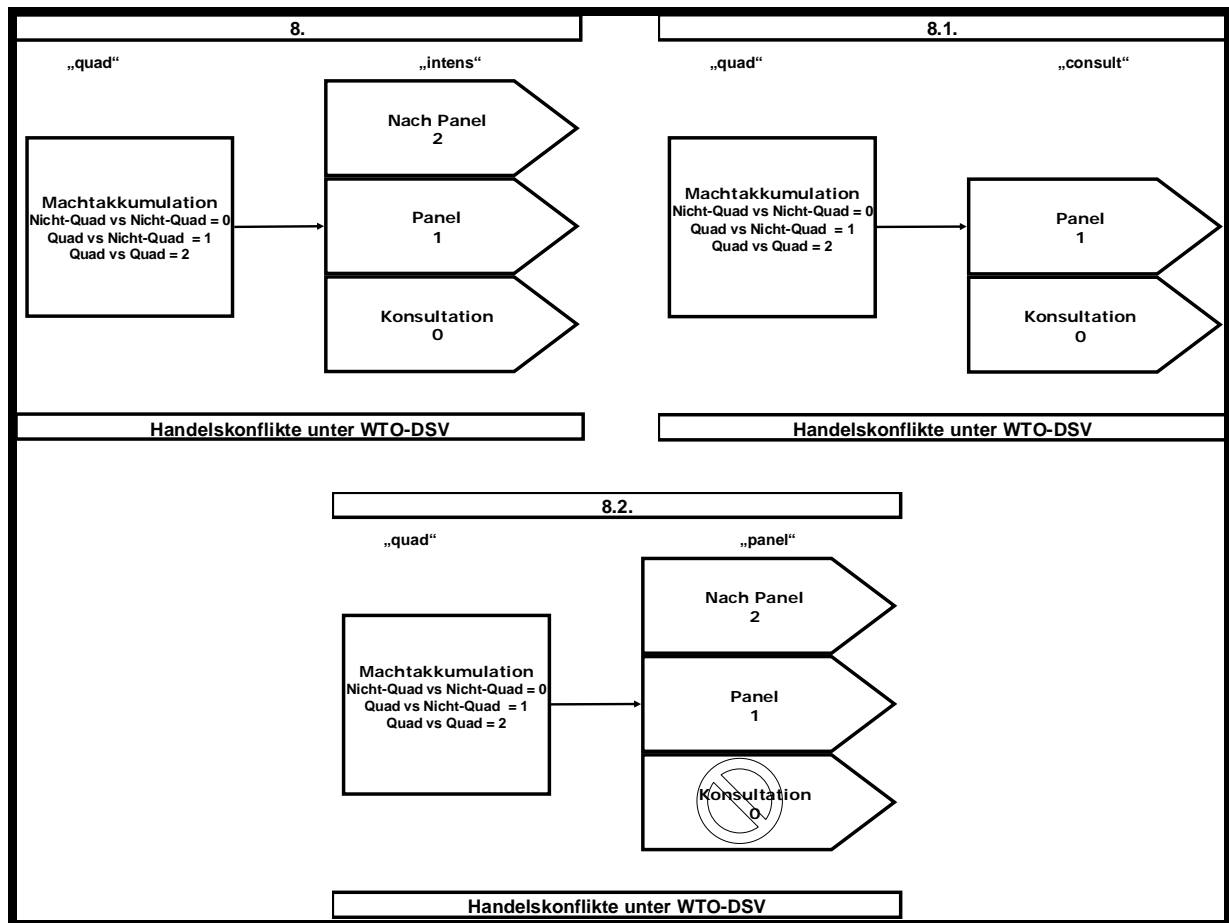 8.
„quad“ „intens“
Nach Panel
2
Machtakkumulation
Nicht-Quad vs Nicht-Quad = 0
Quad vs Nicht-Quad = 1
Quad vs Quad = 2
Panel
1
Konsultation
0
Handelskonflikte unter WTO-DSV
8.1.
„quad“ „consult“
Machtakkumulation
Nicht-Quad vs Nicht-Quad = 0
Quad vs Nicht-Quad = 1
Quad vs Quad = 2
Panel
1
Konsultation
0
Handelskonflikte unter WTO-DSV
8.2.
„quad“ „panel“
Nach Panel
2
Machtakkumulation
Nicht-Quad vs Nicht-Quad = 0
Quad vs Nicht-Quad = 1
Quad vs Quad = 2
Panel
1
Konsultation
0
Handelskonflikte unter WTO-DSV